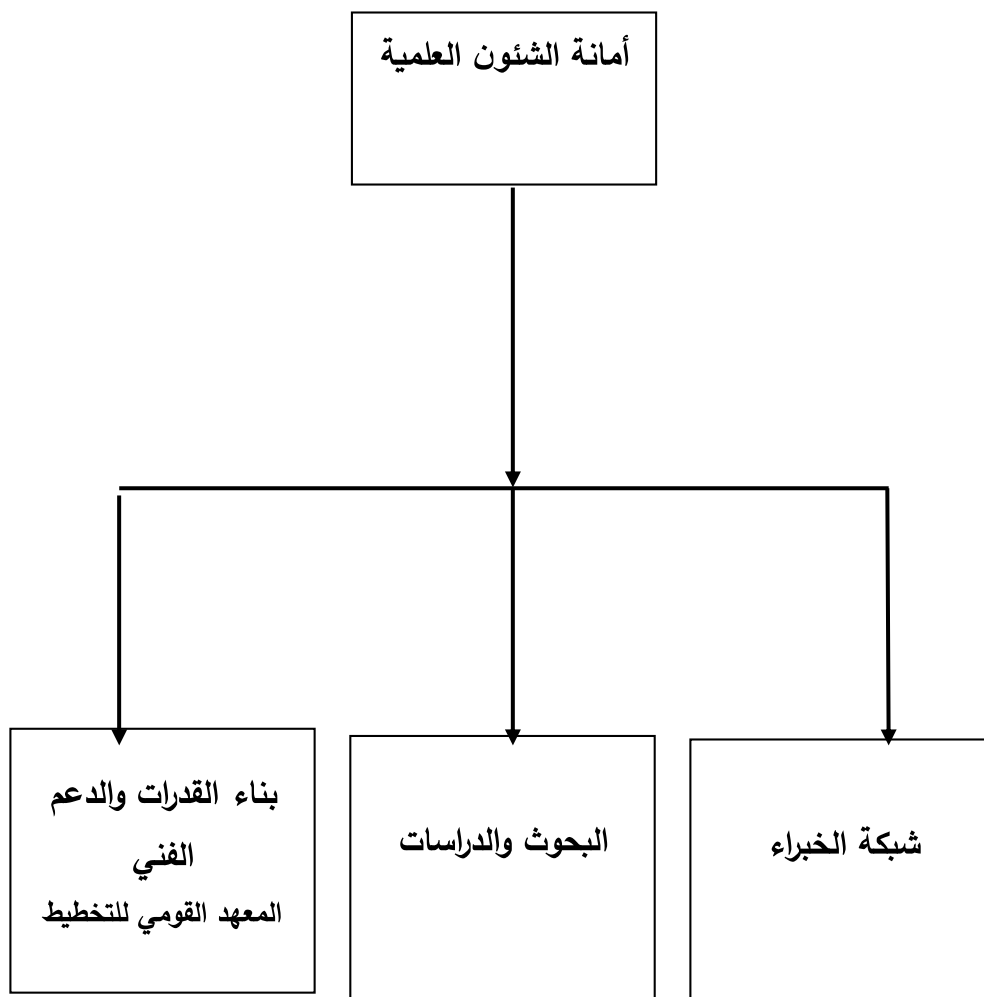 أمانة الشئون العلمية
شبكة الخبراء
البحوث والدراسات
بناء القدرات والدعم
الفني
المعهد القومي للتخطيط